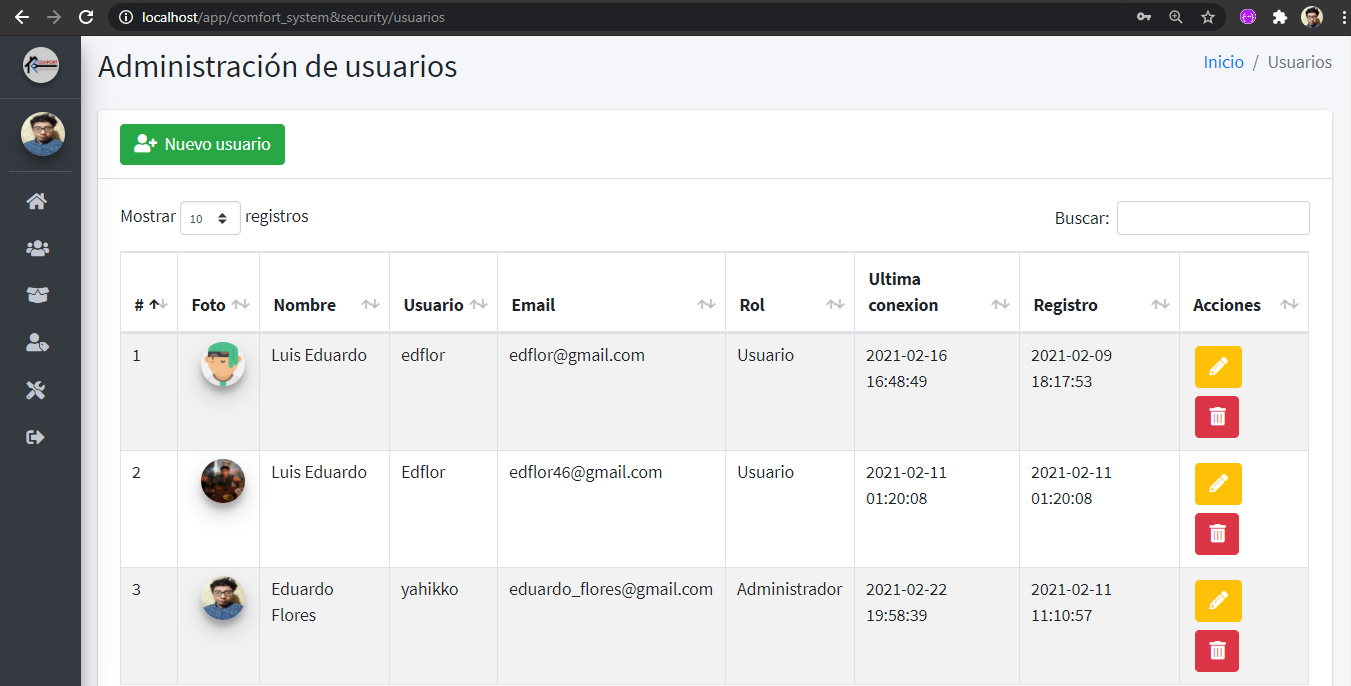 localhost/app/comfort_system&security/usuarios
Administración de usuarios
Inicio / Usuarios
Nuevo usuario
Mostrar 10 registros
Buscar:
# Foto Nombre Usuario Email Rol Ultima conexion Registro Acciones
1 Luis Eduardo edflor edflor@gmail.com Usuario 2021-02-16 2021-02-09
16:48:49 18:17:53
2 Luis Eduardo Edflor edflor46@gmail.com Usuario 2021-02-11 2021-02-11
01:20:08 01:20:08
3 Eduardo yahikko eduardo_flores@gmail.com Administrador 2021-02-22 2021-02-11
Flores 19:58:39 11:10:57